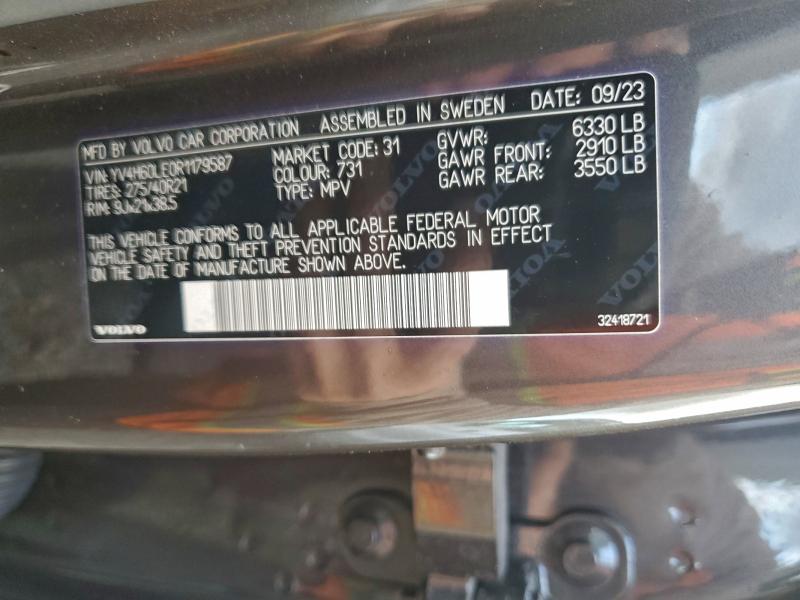 MFD BY VOLVO CAR CORPORATION ASSEMBLED IN SWEDEN DATE: 09/23
VIN: YV4H60LE0R1179587 MARKET CODE: 31 GVWR: 6330 LB
TIRES: 275/40R21 COLOUR: 731 GAWR FRONT: 2910 LB
RIM: 9Jx21x38.5 TYPE: MPV GAWR REAR: 3550 LB
THIS VEHICLE CONFORMS TO ALL APPLICABLE FEDERAL MOTOR
VEHICLE SAFETY AND THEFT PREVENTION STANDARDS IN EFFECT
ON THE DATE OF MANUFACTURE SHOWN ABOVE.
VOLVO 32418721